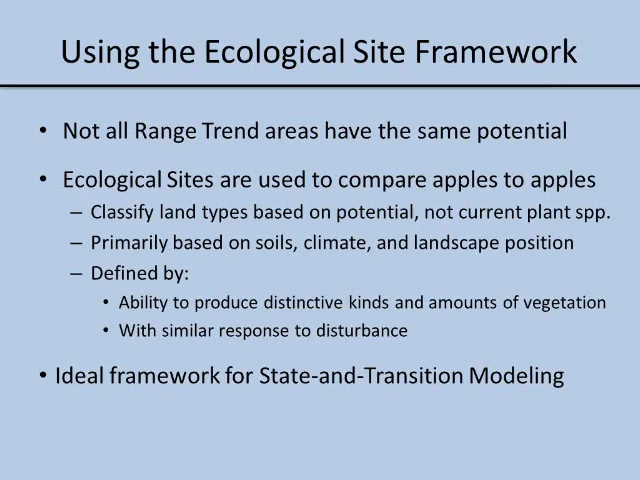 Using the Ecological Site Framework
• Not all Range Trend areas have the same potential
• Ecological Sites are used to compare apples to apples
– Classify land types based on potential, not current plant spp.
– Primarily based on soils, climate, and landscape position
– Defined by:
• Ability to produce distinctive kinds and amounts of vegetation
• With similar response to disturbance
• Ideal framework for State-and-Transition Modeling